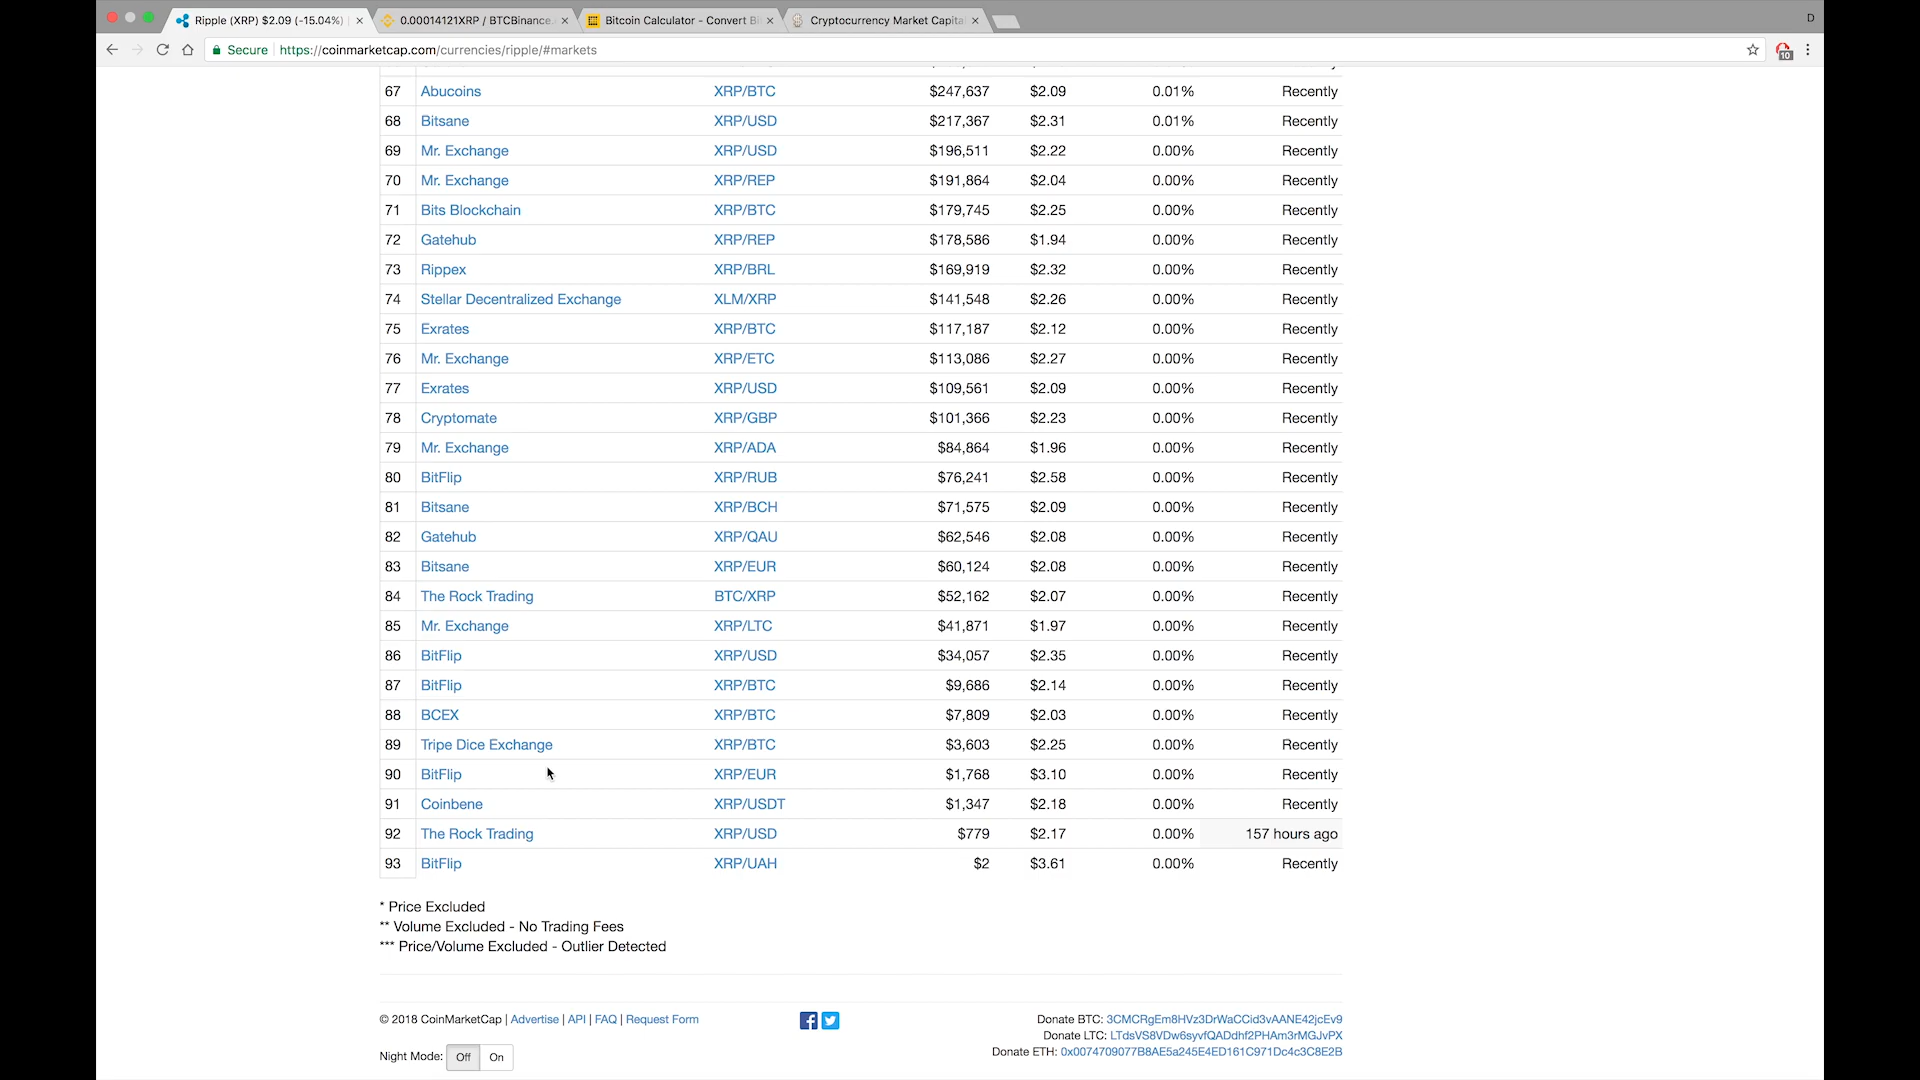 Ripple (XRP) $2.09 (-15.04%)
0.00014121XRP / BTCBinance.
Bitcoin Calculator - Convert Bi
Cryptocurrency Market Capita
D
Secure
https://coinmarketcap.com/currencies/ripple/#markets
10
67 Abucoins XRP/BTC $247,637 $2.09 0.01% Recently
68 Bitsane XRP/USD $217,367 $2.31 0.01% Recently
69 Mr. Exchange XRP/USD $196,511 $2.22 0.00% Recently
70 Mr. Exchange XRP/REP $191,864 $2.04 0.00% Recently
71 Bits Blockchain XRP/BTC $179,745 $2.25 0.00% Recently
72 Gatehub XRP/REP $178,586 $1.94 0.00% Recently
73 Rippex XRP/BRL $169,919 $2.32 0.00% Recently
74 Stellar Decentralized Exchange XLM/XRP $141,548 $2.26 0.00% Recently
75 Exrates XRP/BTC $117,187 $2.12 0.00% Recently
76 Mr. Exchange XRP/ETC $113,086 $2.27 0.00% Recently
77 Exrates XRP/USD $109,561 $2.09 0.00% Recently
78 Cryptomate XRP/GBP $101,366 $2.23 0.00% Recently
79 Mr. Exchange XRP/ADA $84,864 $1.96 0.00% Recently
80 BitFlip XRP/RUB $76,241 $2.58 0.00% Recently
81 Bitsane XRP/BCH $71,575 $2.09 0.00% Recently
82 Gatehub XRP/QAU $62,546 $2.08 0.00% Recently
83 Bitsane XRP/EUR $60,124 $2.08 0.00% Recently
84 The Rock Trading BTC/XRP $52,162 $2.07 0.00% Recently
85 Mr. Exchange XRP/LTC $41,871 $1.97 0.00% Recently
86 BitFlip XRP/USD $34,057 $2.35 0.00% Recently
87 BitFlip XRP/BTC $9,686 $2.14 0.00% Recently
88 BCEX XRP/BTC $7,809 $2.03 0.00% Recently
89 Tripe Dice Exchange XRP/BTC $3,603 $2.25 0.00% Recently
90 BitFlip XRP/EUR $1,768 $3.10 0.00% Recently
91 Coinbene XRP/USDT $1,347 $2.18 0.00% Recently
92 The Rock Trading XRP/USD $779 $2.17 0.00% 157 hours ago
93 BitFlip XRP/UAH $2 $3.61 0.00% Recently
* Price Excluded
** Volume Excluded - No Trading Fees
*** Price/Volume Excluded - Outlier Detected
© 2018 CoinMarketCap | Advertise | API | FAQ | Request Form
Donate BTC: 3CMCRgEm8HVz3DrWaCCid3vAANE42jcEv9
Donate LTC: LTdsVS8VDw6syvfQADdhf2PHAm3rMGJvPX
Donate ETH: 0x0074709077B8AE5a245E4ED161C971Dc4c3C8E2B
Night Mode: Off On